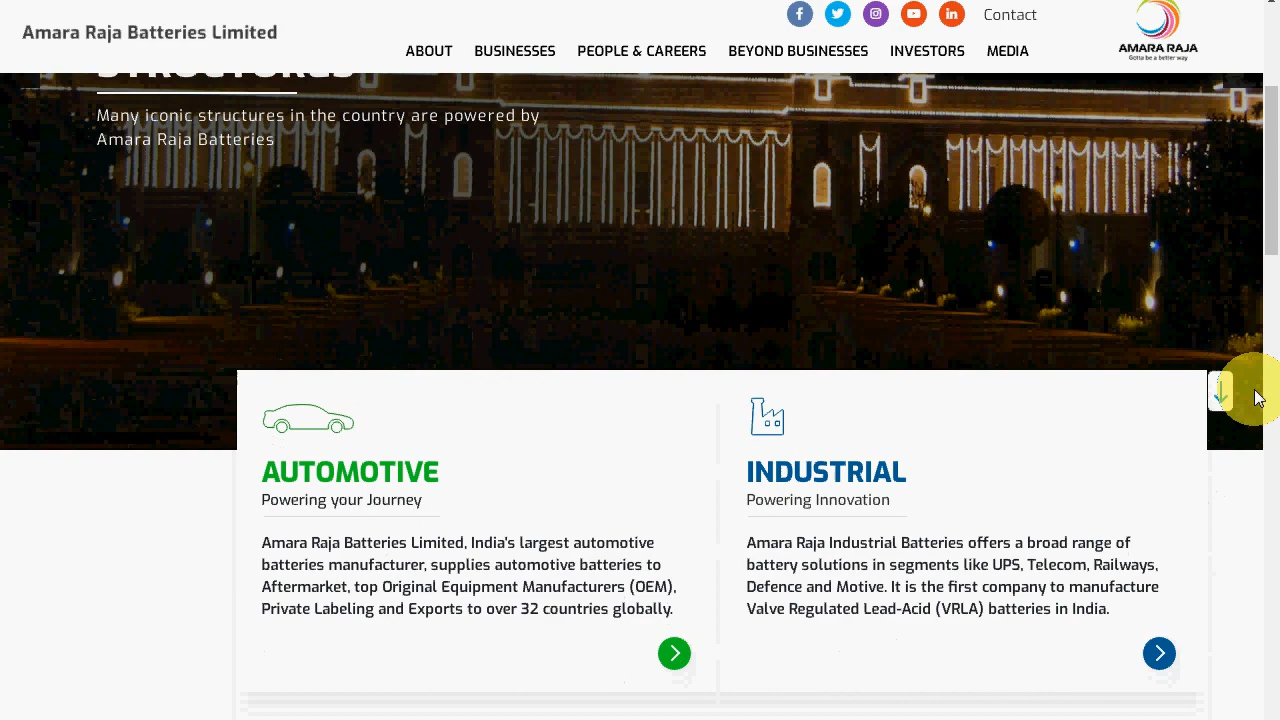 Amara Raja Batteries Limited
Contact
ABOUT BUSINESSES PEOPLE & CAREERS BEYOND BUSINESSES INVESTORS MEDIA
AMARA RAJA
Gotta be a better way
STRUCTURES
Many iconic structures in the country are powered by
Amara Raja Batteries
AUTOMOTIVE
Powering your Journey
Amara Raja Batteries Limited, India's largest automotive
batteries manufacturer, supplies automotive batteries to
Aftermarket, top Original Equipment Manufacturers (OEM),
Private Labeling and Exports to over 32 countries globally.
INDUSTRIAL
Powering Innovation
Amara Raja Industrial Batteries offers a broad range of
battery solutions in segments like UPS, Telecom, Railways,
Defence and Motive. It is the first company to manufacture
Valve Regulated Lead-Acid (VRLA) batteries in India.